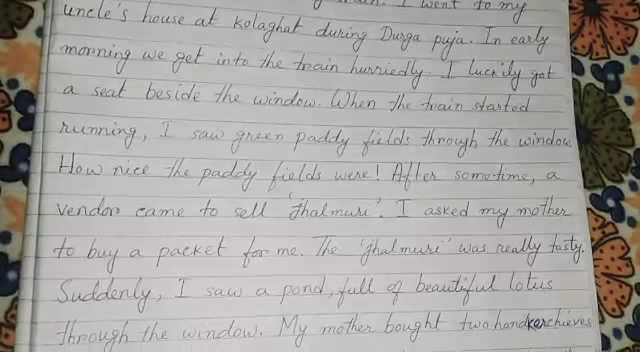 I went to my
uncle's house at Kolaghat during Durga puja. In early
morning we get into the train hurriedly. I luckily got
a seat beside the window. When the train started
running, I saw green paddy fields through the window.
How nice the paddy fields were! After sometime, a
vendor came to sell 'Jhalmuri'. I asked my mother
to buy a packet for me. The 'Jhalmuri' was really tasty.
Suddenly, I saw a pond, full of beautiful lotus
through the window. My mother bought two handkerchieves